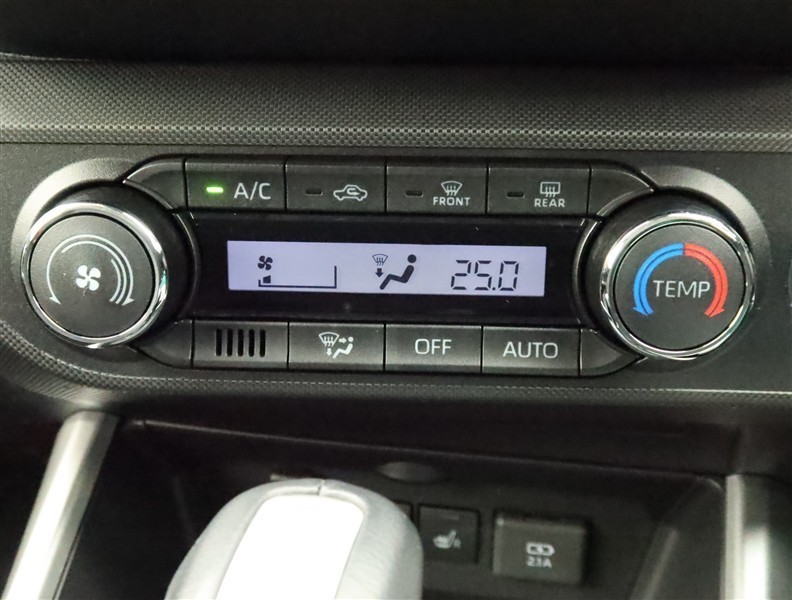 A/C
FRONT
REAR
25.0
TEMP
OFF
AUTO
R
2.1A